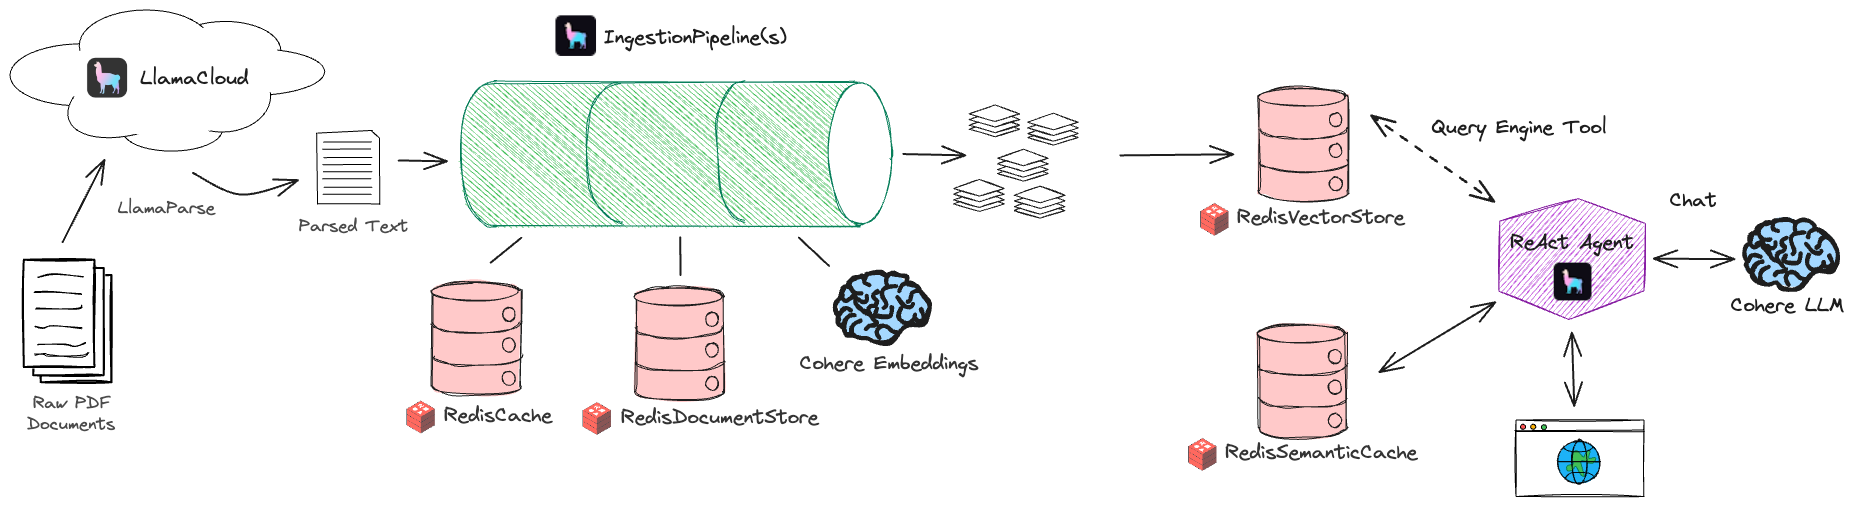 LlamaCloud
IngestionPipeline(s)
LlamaParse
Parsed Text
Raw PDF
Documents
RedisCache
RedisDocumentStore
Cohere Embeddings
RedisVectorStore
Query Engine Tool
ReAct Agent
Chat
Cohere LLM
RedisSemanticCache